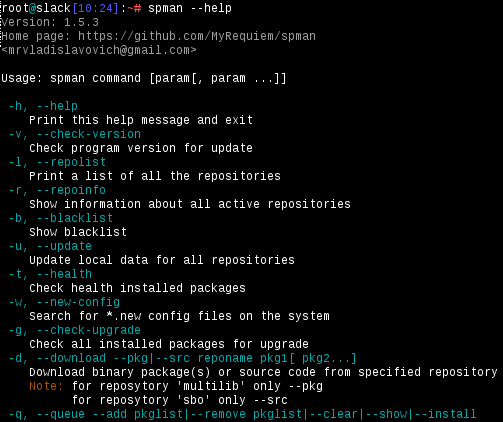 root@slack[10:24]:~# spman --help
Version: 1.5.3
Home page: https://github.com/MyRequiem/spman
<mrvladislavovich@gmail.com>
Usage: spman command [param[, param ...]]
-h, --help
Print this help message and exit
-v, --check-version
Check program version for update
-l, --repolist
Print a list of all the repositories
-r, --repoinfo
Show information about all active repositories
-b, --blacklist
Show blacklist
-u, --update
Update local data for all repositories
-t, --health
Check health installed packages
-w, --new-config
Search for *.new config files on the system
-g, --check-upgrade
Check all installed packages for upgrade
-d, --download --pkg|--src reponame pkg1[ pkg2...]
Download binary package(s) or source code from specified repository
Note: for reposytory 'multilib' only --pkg
for reposytory 'sbo' only --src
-q, --queue --add pkglist|--remove pkglist|--clear|--show|--install